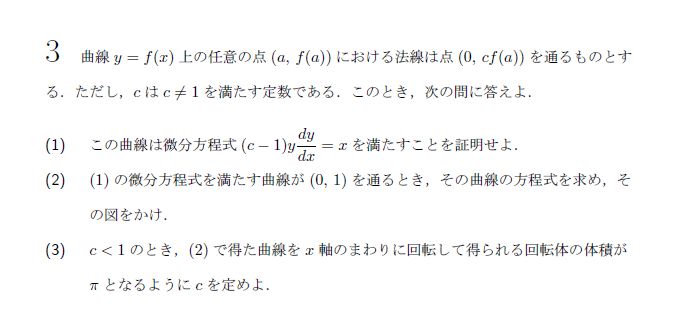 3 曲線 y = f(x) 上の任意の点 (a, f(a)) における法線は点 (0, cf(a)) を通るものとす
る．ただし，c は c ≠ 1 を満たす定数である．このとき，次の問に答えよ．
(1) この曲線は微分方程式 (c − 1)y dy/dx = x を満たすことを証明せよ．
(2) (1) の微分方程式を満たす曲線が (0, 1) を通るとき，その曲線の方程式を求め，そ
の図をかけ．
(3) c < 1 のとき，(2) で得た曲線を x 軸のまわりに回転して得られる回転体の体積が
π となるように c を定めよ．